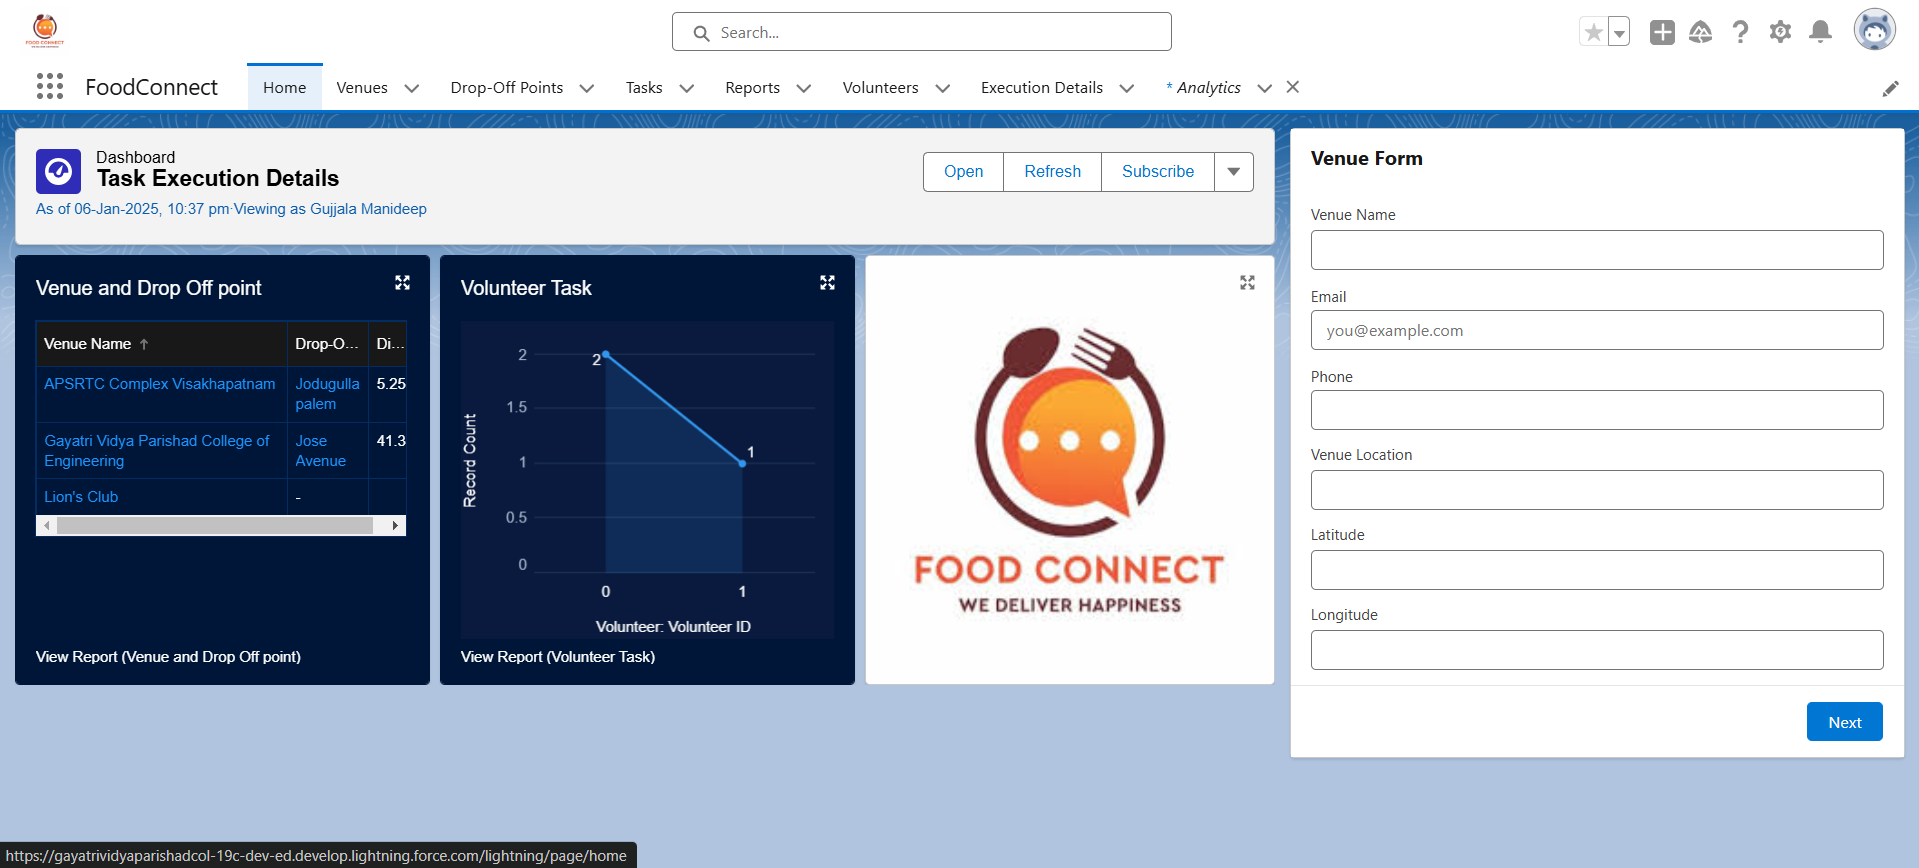 FOOD CONNECT
Search...
FoodConnect
Home
Venues
Drop-Off Points
Tasks
Reports
Volunteers
Execution Details
* Analytics
Dashboard
Task Execution Details
As of 06-Jan-2025, 10:37 pm·Viewing as Gujjala Manideep
Open
Refresh
Subscribe
Venue and Drop Off point
Venue Name ↑
Drop-O...
Di...
APSRTC Complex Visakhapatnam
Jodugulla
palem
5.25
Gayatri Vidya Parishad College of
Engineering
Jose
Avenue
41.3
Lion's Club
-
View Report (Venue and Drop Off point)
Volunteer Task
Record Count
2
1.5
1
0.5
0
2
1
0
1
Volunteer: Volunteer ID
View Report (Volunteer Task)
FOOD CONNECT
WE DELIVER HAPPINESS
Venue Form
Venue Name
Email
you@example.com
Phone
Venue Location
Latitude
Longitude
Next
https://gayatrividyaparishadcol-19c-dev-ed.develop.lightning.force.com/lightning/page/home